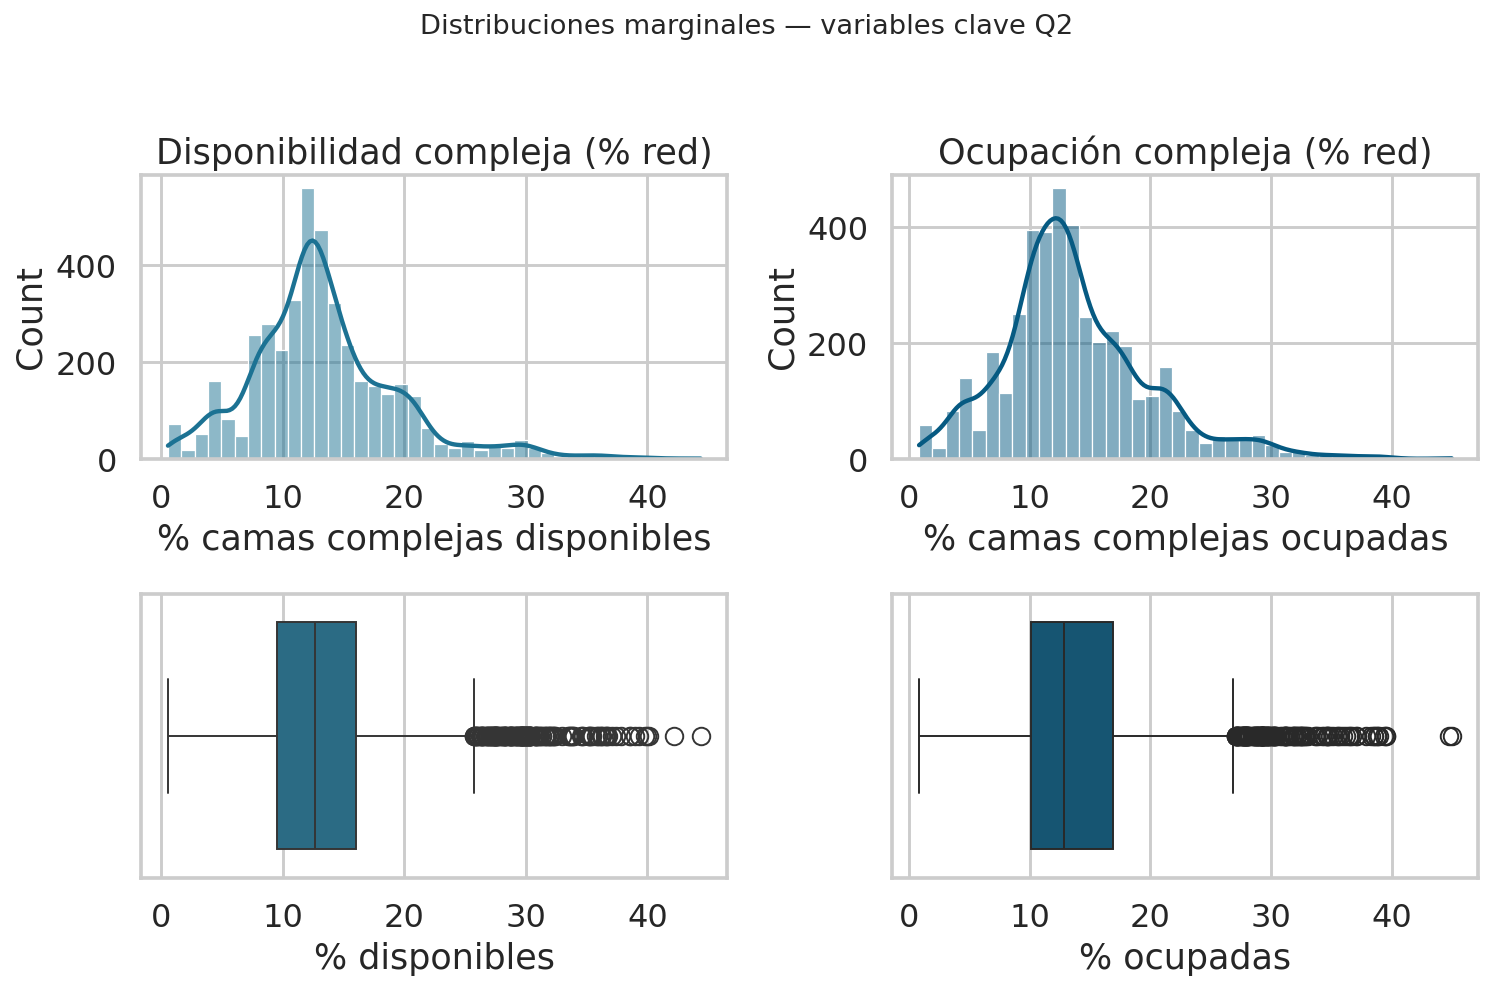 Distribuciones marginales — variables clave Q2
Disponibilidad compleja (% red)
Count
400
200
0
0 10 20 30 40
% camas complejas disponibles
Ocupación compleja (% red)
Count
400
200
0
0 10 20 30 40
% camas complejas ocupadas
0 10 20 30 40
% disponibles
0 10 20 30 40
% ocupadas